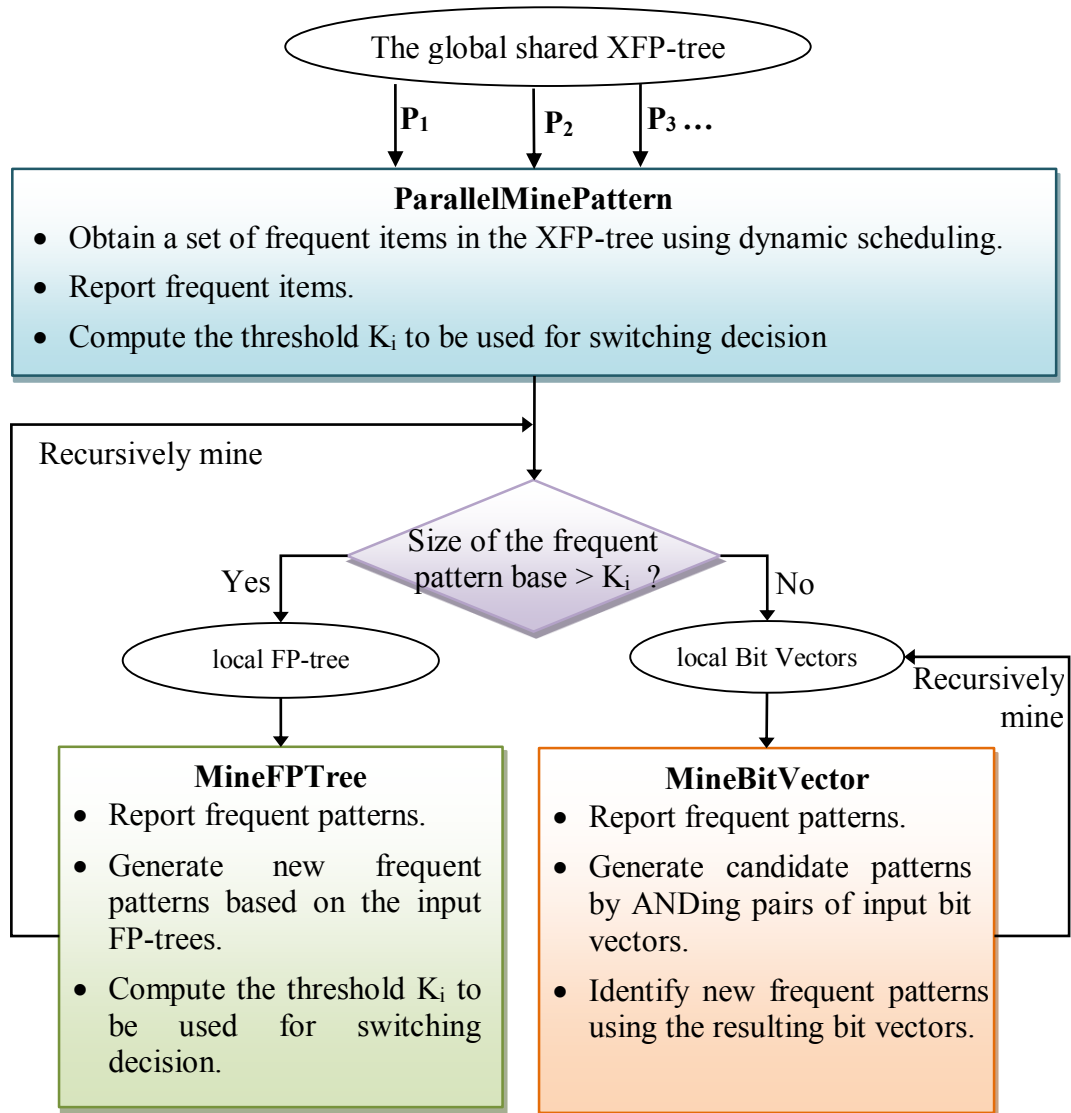 The global shared XFP-tree
P₁ P₂ P₃ …
ParallelMinePattern
• Obtain a set of frequent items in the XFP-tree using dynamic scheduling.
• Report frequent items.
• Compute the threshold Kᵢ to be used for switching decision
Recursively mine
Size of the frequent
pattern base > Kᵢ ?
Yes
No
local FP-tree
local Bit Vectors
Recursively
mine
MineFPTree
• Report frequent patterns.
• Generate new frequent
patterns based on the input
FP-trees.
• Compute the threshold Kᵢ to
be used for switching
decision.
MineBitVector
• Report frequent patterns.
• Generate candidate patterns
by ANDing pairs of input bit
vectors.
• Identify new frequent patterns
using the resulting bit vectors.